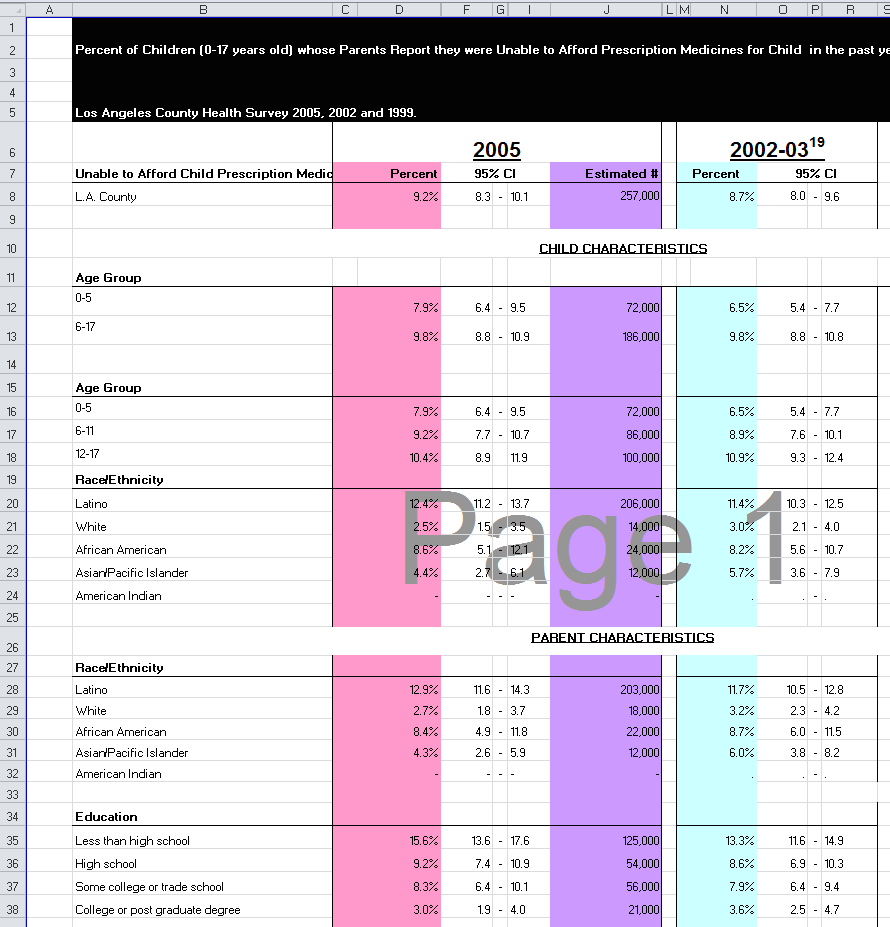 A B C D F G I J L M N O P R S
1
2 Percent of Children (0-17 years old) whose Parents Report they were Unable to Afford Prescription Medicines for Child in the past ye
3
4
5 Los Angeles County Health Survey 2005, 2002 and 1999.
6 2005 2002-03¹⁹
7 Unable to Afford Child Prescription Medic Percent 95% CI Estimated # Percent 95% CI
8 L.A. County 9.2% 8.3 - 10.1 257,000 8.7% 8.0 - 9.6
9
10 CHILD CHARACTERISTICS
11 Age Group
12 0-5 7.9% 6.4 - 9.5 72,000 6.5% 5.4 - 7.7
13 6-17 9.8% 8.8 - 10.9 186,000 9.8% 8.8 - 10.8
14
15 Age Group
16 0-5 7.9% 6.4 - 9.5 72,000 6.5% 5.4 - 7.7
17 6-11 9.2% 7.7 - 10.7 86,000 8.9% 7.6 - 10.1
18 12-17 10.4% 8.9 11.9 100,000 10.9% 9.3 - 12.4
19 Race/Ethnicity
20 Latino 12.4% 11.2 - 13.7 206,000 11.4% 10.3 - 12.5
21 White 2.5% 1.5 - 3.5 14,000 3.0% 2.1 - 4.0
22 African American 8.6% 5.1 - 12.1 24,000 8.2% 5.6 - 10.7
23 Asian/Pacific Islander 4.4% 2.7 - 6.1 12,000 5.7% 3.6 - 7.9
24 American Indian - - - - - . . - .
Page 1
25
26 PARENT CHARACTERISTICS
27 Race/Ethnicity
28 Latino 12.9% 11.6 - 14.3 203,000 11.7% 10.5 - 12.8
29 White 2.7% 1.8 - 3.7 18,000 3.2% 2.3 - 4.2
30 African American 8.4% 4.9 - 11.8 22,000 8.7% 6.0 - 11.5
31 Asian/Pacific Islander 4.3% 2.6 - 5.9 12,000 6.0% 3.8 - 8.2
32 American Indian - - - - - . . - .
33
34 Education
35 Less than high school 15.6% 13.6 - 17.6 125,000 13.3% 11.6 - 14.9
36 High school 9.2% 7.4 - 10.9 54,000 8.6% 6.9 - 10.3
37 Some college or trade school 8.3% 6.4 - 10.1 56,000 7.9% 6.4 - 9.4
38 College or post graduate degree 3.0% 1.9 - 4.0 21,000 3.6% 2.5 - 4.7